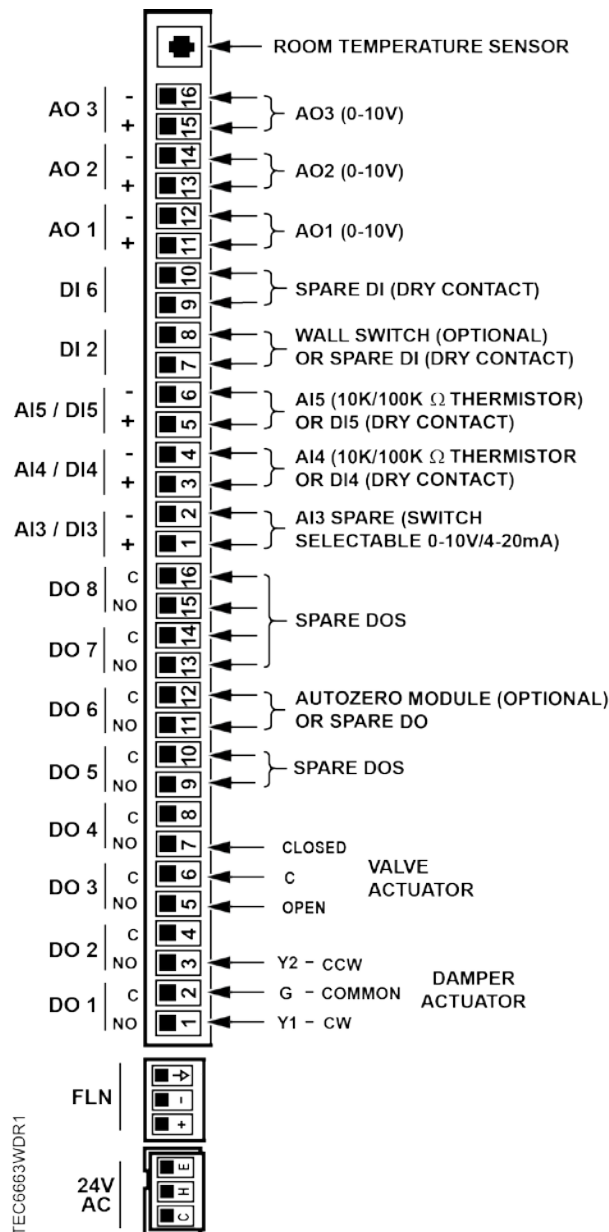 ROOM TEMPERATURE SENSOR
AO 3 - 16
+ 15
AO3 (0-10V)
AO 2 - 14
+ 13
AO2 (0-10V)
AO 1 - 12
+ 11
AO1 (0-10V)
DI 6 10
9
SPARE DI (DRY CONTACT)
DI 2 8
7
WALL SWITCH (OPTIONAL)
OR SPARE DI (DRY CONTACT)
AI5 / DI5 - 6
+ 5
AI5 (10K/100K Ω THERMISTOR)
OR DI5 (DRY CONTACT)
AI4 / DI4 - 4
+ 3
AI4 (10K/100K Ω THERMISTOR
OR DI4 (DRY CONTACT)
AI3 / DI3 - 2
+ 1
AI3 SPARE (SWITCH
SELECTABLE 0-10V/4-20mA)
DO 8 C 16
NO 15
DO 7 C 14
NO 13
SPARE DOS
DO 6 C 12
NO 11
AUTOZERO MODULE (OPTIONAL)
OR SPARE DO
DO 5 C 10
NO 9
SPARE DOS
DO 4 C 8
NO 7 CLOSED
DO 3 C 6 C
NO 5 OPEN
VALVE
ACTUATOR
DO 2 C 4
NO 3 Y2 - CCW
DO 1 C 2 G - COMMON
NO 1 Y1 - CW
DAMPER
ACTUATOR
FLN
-
+
24V
AC
E
H
C
TEC6663WDR1